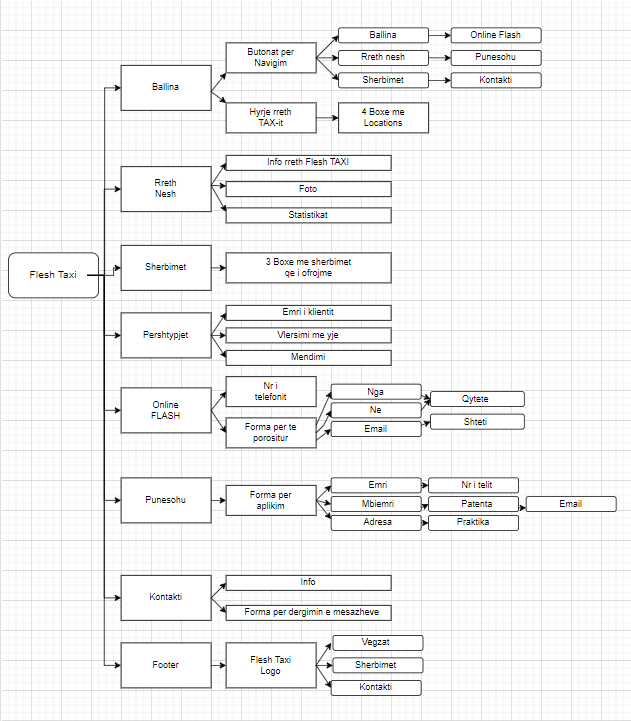 Flesh Taxi
Ballina
Butonat per
Navigim
Ballina
Online Flash
Rreth nesh
Punesohu
Sherbimet
Kontakti
Hyrje rreth
TAX-it
4 Boxe me
Locations
Rreth
Nesh
Info rreth Flesh TAXI
Foto
Statistikat
Sherbimet
3 Boxe me sherbimet
qe i ofrojme
Pershtypjet
Emri i klientit
Vlersimi me yje
Mendimi
Online
FLASH
Nr i
telefonit
Forma per te
porositur
Nga
Ne
Email
Qytete
Shteti
Punesohu
Forma per
aplikim
Emri
Nr i telit
Mbiemri
Patenta
Email
Adresa
Praktika
Kontakti
Info
Forma per dergimin e mesazheve
Footer
Flesh Taxi
Logo
Vegzat
Sherbimet
Kontakti